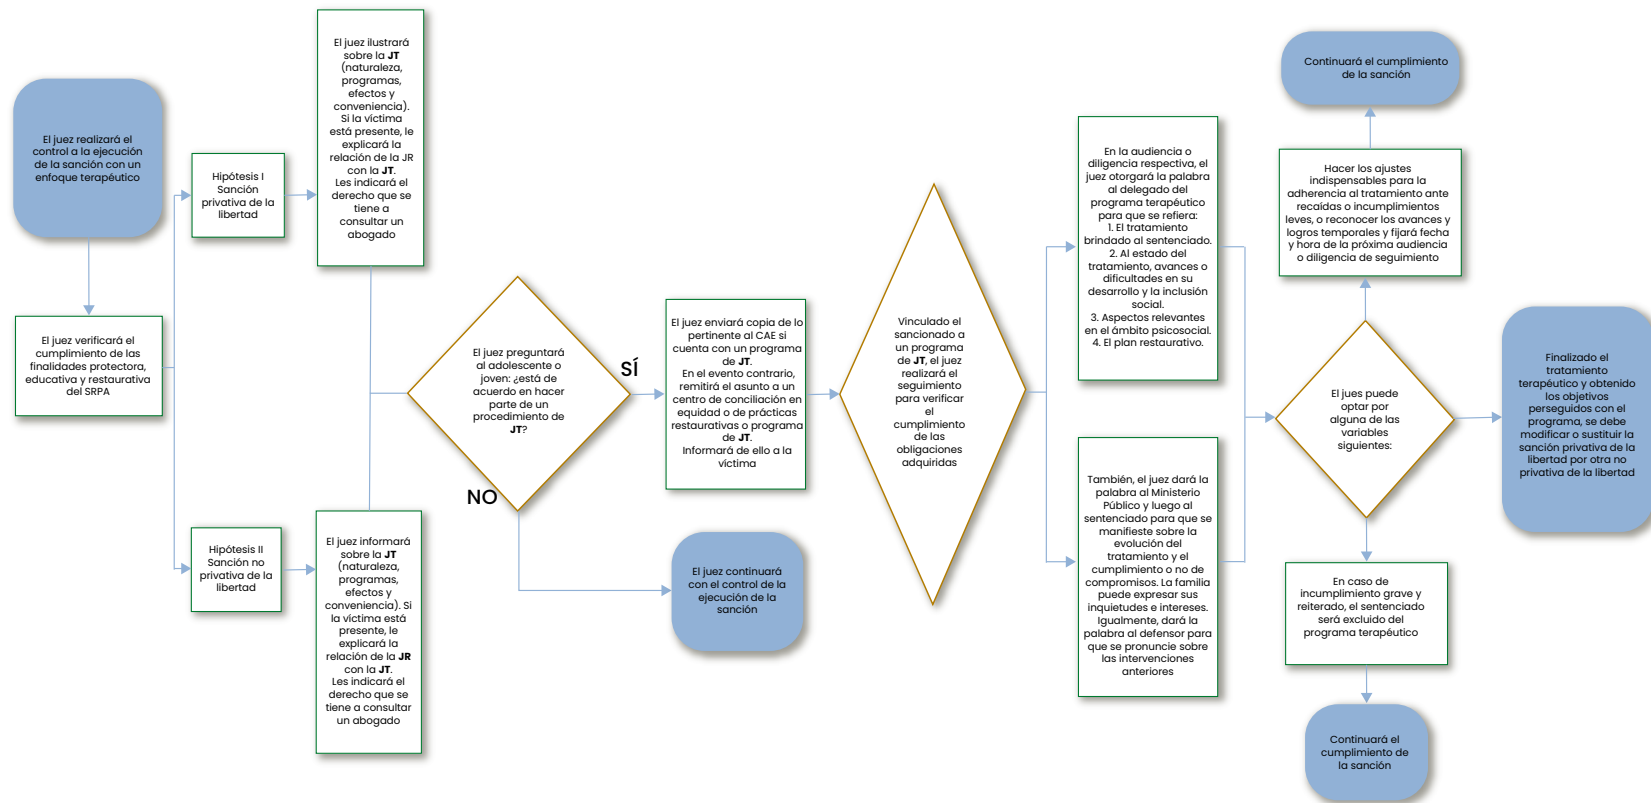 El juez realizará el
control a la ejecución
de la sanción con un
enfoque terapéutico
El juez verificará el
cumplimiento de las
finalidades protectora,
educativa y restaurativa
del SRPA
Hipótesis I
Sanción
privativa de la
libertad
Hipótesis II
Sanción no
privativa de la
libertad
El juez ilustrará
sobre la JT
(naturaleza,
programas,
efectos y
conveniencia).
Si la víctima
está presente, le
explicará la
relación de la JR
con la JT.
Les indicará el
derecho que se
tiene a
consultar un
abogado
El juez informará
sobre la JT
(naturaleza,
programas,
efectos y
conveniencia). Si
la víctima está
presente, le
explicará la
relación de la JR
con la JT.
Les indicará el
derecho que se
tiene a consultar
un abogado
El juez preguntará
al adolescente o
joven: ¿está de
acuerdo en hacer
parte de un
procedimiento de
JT?
SÍ
NO
El juez enviará copia de lo
pertinente al CAE si
cuenta con un programa
de JT.
En el evento contrario,
remitirá el asunto a un
centro de conciliación en
equidad o de prácticas
restaurativas o programa
de JT.
Informará de ello a la
víctima
El juez continuará
con el control de la
ejecución de la
sanción
Vinculado el
sancionado a
un programa
de JT, el juez
realizará el
seguimiento
para verificar
el
cumplimiento
de las
obligaciones
adquiridas
En la audiencia o
diligencia respectiva, el
juez otorgará la palabra
al delegado del
programa terapéutico
para que se refiera:
1. El tratamiento
brindado al sentenciado.
2. Al estado del
tratamiento, avances o
dificultades en su
desarrollo y la inclusión
social.
3. Aspectos relevantes
en el ámbito psicosocial.
4. El plan restaurativo.
También, el juez dará la
palabra al Ministerio
Público y luego al
sentenciado para que se
manifieste sobre la
evolución del
tratamiento y el
cumplimiento o no de
compromisos. La familia
puede expresar sus
inquietudes e intereses.
Igualmente, dará la
palabra al defensor para
que se pronuncie sobre
las intervenciones
anteriores
El jues puede
optar por
alguna de las
variables
siguientes:
Continuará el cumplimiento
de la sanción
Hacer los ajustes
indispensables para la
adherencia al tratamiento ante
recaídas o incumplimientos
leves, o reconocer los avances y
logros temporales y fijará fecha
y hora de la próxima audiencia
o diligencia de seguimiento
Finalizado el
tratamiento
terapéutico y obtenido
los objetivos
perseguidos con el
programa, se debe
modificar o sustituir la
sanción privativa de la
libertad por otra no
privativa de la libertad
En caso de
incumplimiento grave y
reiterado, el sentenciado
será excluido del
programa terapéutico
Continuará el
cumplimiento de
la sanción